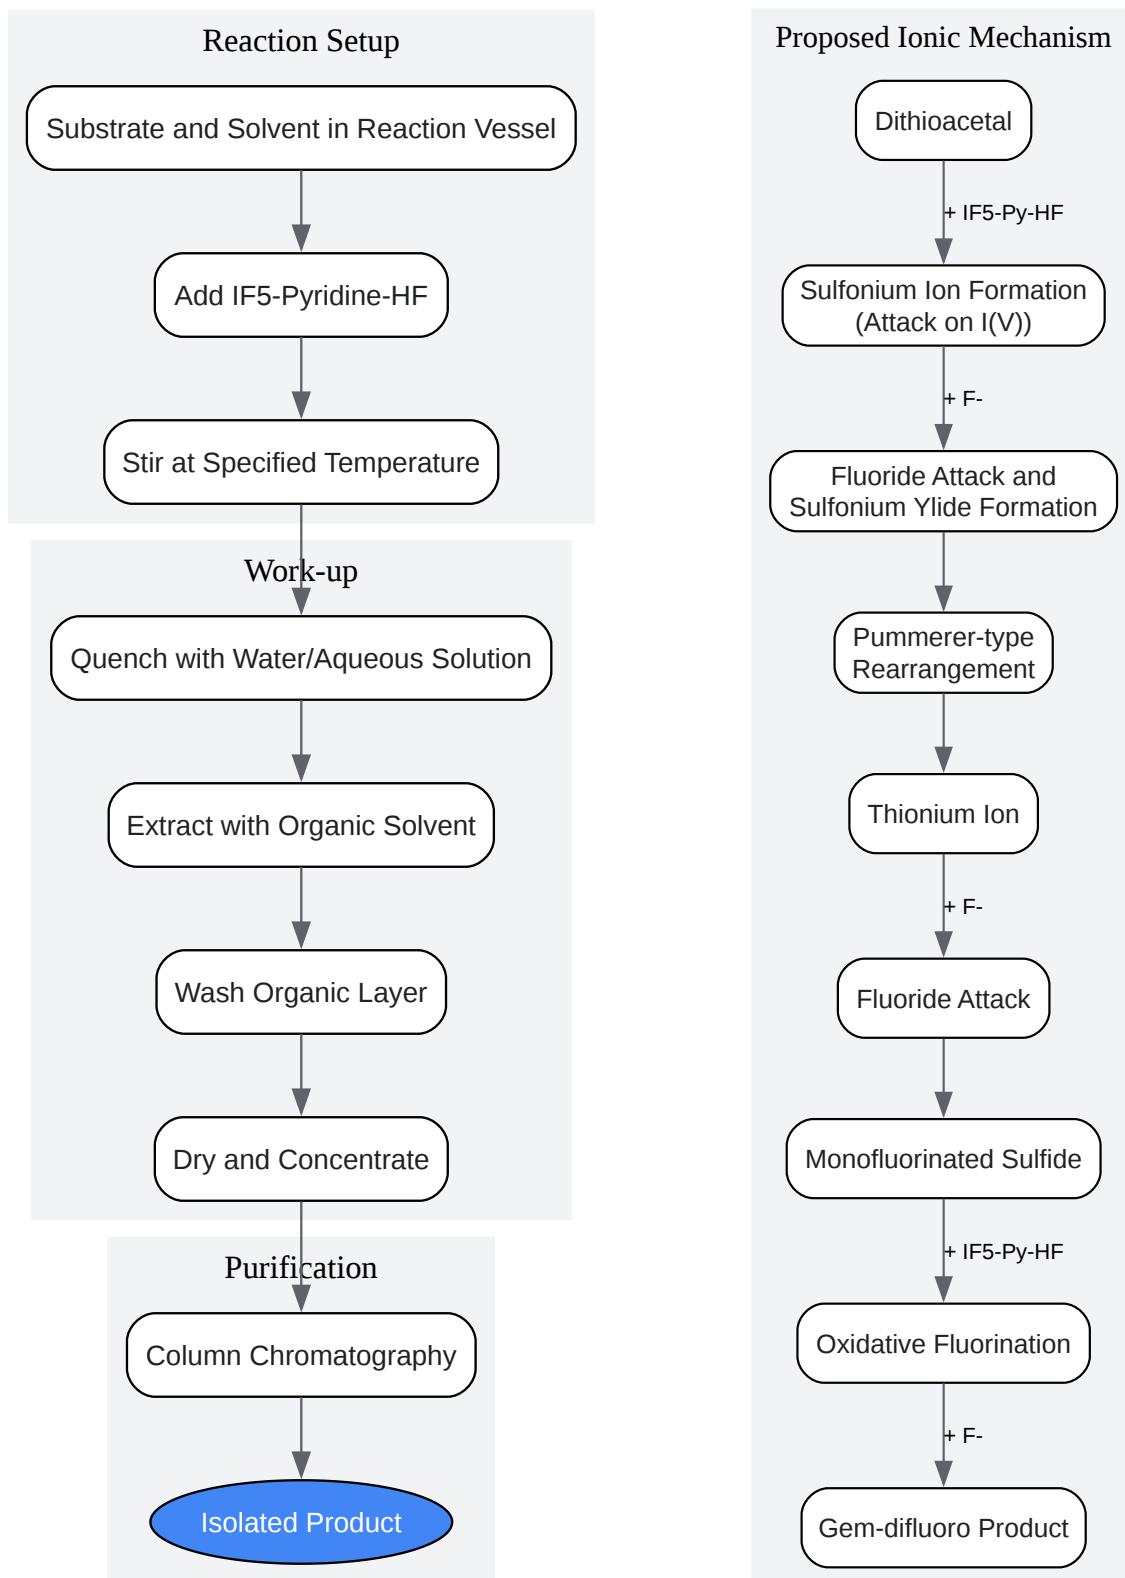 Reaction Setup
Substrate and Solvent in Reaction Vessel
Add IF5-Pyridine-HF
Stir at Specified Temperature
Work-up
Quench with Water/Aqueous Solution
Extract with Organic Solvent
Wash Organic Layer
Dry and Concentrate
Purification
Column Chromatography
Isolated Product
Proposed Ionic Mechanism
Dithioacetal
+ IF5-Py-HF
Sulfonium Ion Formation
(Attack on I(V))
+ F-
Fluoride Attack and
Sulfonium Ylide Formation
Pummerer-type
Rearrangement
Thionium Ion
+ F-
Fluoride Attack
Monofluorinated Sulfide
+ IF5-Py-HF
Oxidative Fluorination
+ F-
Gem-difluoro Product